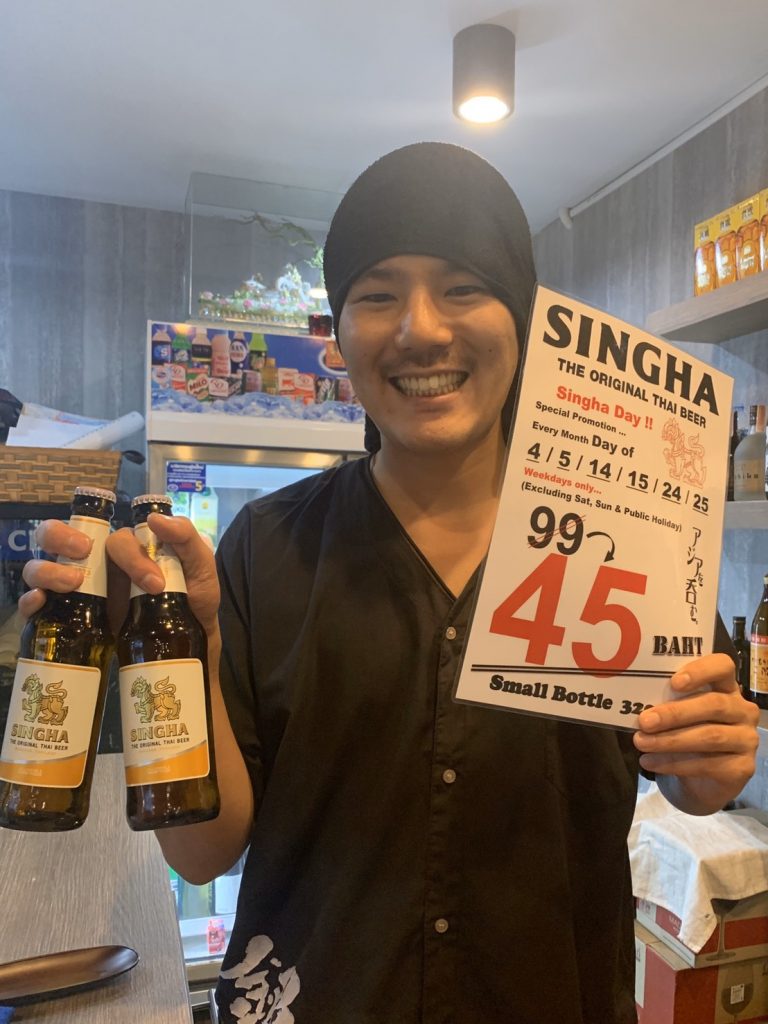 SINGHA
THE ORIGINAL THAI BEER
Singha Day !!
Special Promotion ...
Every Month Day of
4 / 5 / 14 / 15 / 24 / 25
Weekdays only...
(Excluding Sat, Sun & Public Holiday)
99
45
BAHT
アジアを呑む。
Small Bottle 320
SINGHA
THE ORIGINAL THAI BEER
SINGHA
THE ORIGINAL THAI BEER
MILO
5